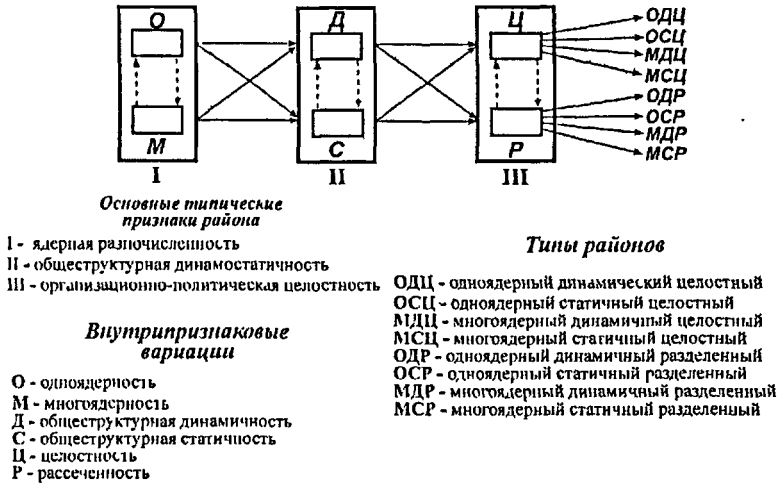 О
Д
Ц
ОДЦ
ОСЦ
МДЦ
МСЦ
ОДР
ОСР
МДР
МСР
М
С
Р
I
II
III
Основные типические
признаки района
I - ядерная разночисленность
II - общеструктурная динамостатичность
III - организационно-политическая целостность
Внутрипризнаковые
вариации
О - одноядерность
М - многоядерность
Д - общеструктурная динамичность
С - общеструктурная статичность
Ц - целостность
Р - рассеченность
Типы районов
ОДЦ - одноядерный динамический целостный
ОСЦ - одноядерный статичный целостный
МДЦ - многоядерный динамичный целостный
МСЦ - многоядерный статичный целостный
ОДР - одноядерный динамичный разделенный
ОСР - одноядерный статичный разделенный
МДР - многоядерный динамичный разделенный
МСР - многоядерный статичный разделенный